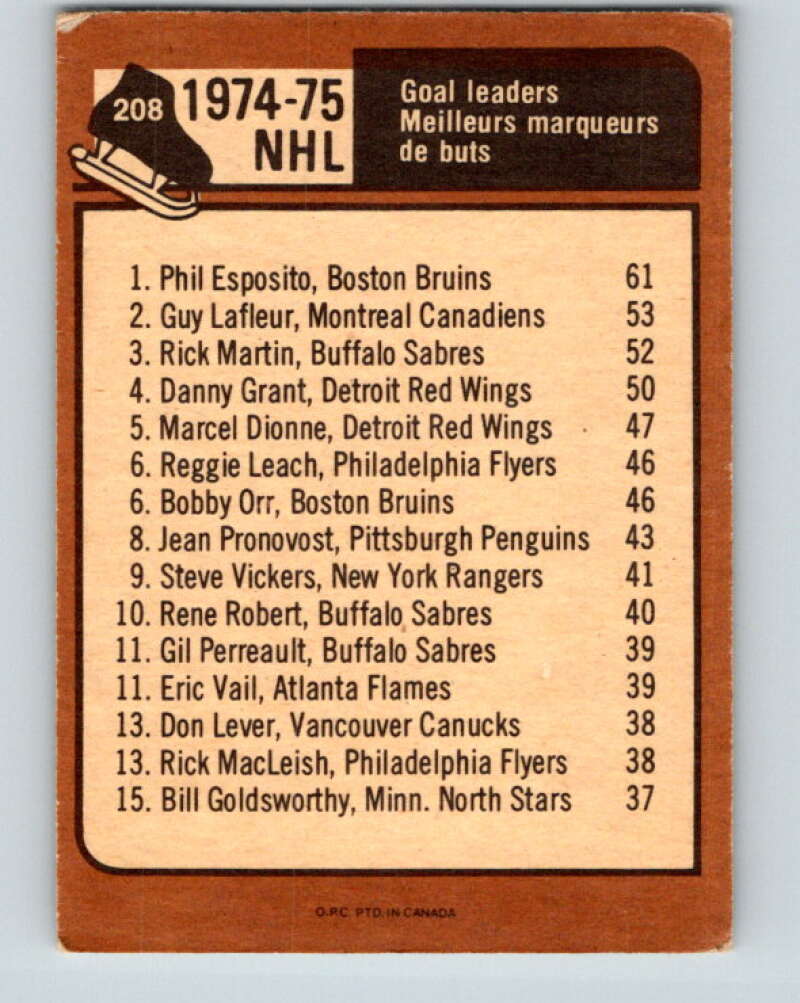 208
1974-75
NHL
Goal leaders
Meilleurs marqueurs
de buts
1. Phil Esposito, Boston Bruins 61
2. Guy Lafleur, Montreal Canadiens 53
3. Rick Martin, Buffalo Sabres 52
4. Danny Grant, Detroit Red Wings 50
5. Marcel Dionne, Detroit Red Wings 47
6. Reggie Leach, Philadelphia Flyers 46
6. Bobby Orr, Boston Bruins 46
8. Jean Pronovost, Pittsburgh Penguins 43
9. Steve Vickers, New York Rangers 41
10. Rene Robert, Buffalo Sabres 40
11. Gil Perreault, Buffalo Sabres 39
11. Eric Vail, Atlanta Flames 39
13. Don Lever, Vancouver Canucks 38
13. Rick MacLeish, Philadelphia Flyers 38
15. Bill Goldsworthy, Minn. North Stars 37
O.P.C. PTD. IN CANADA